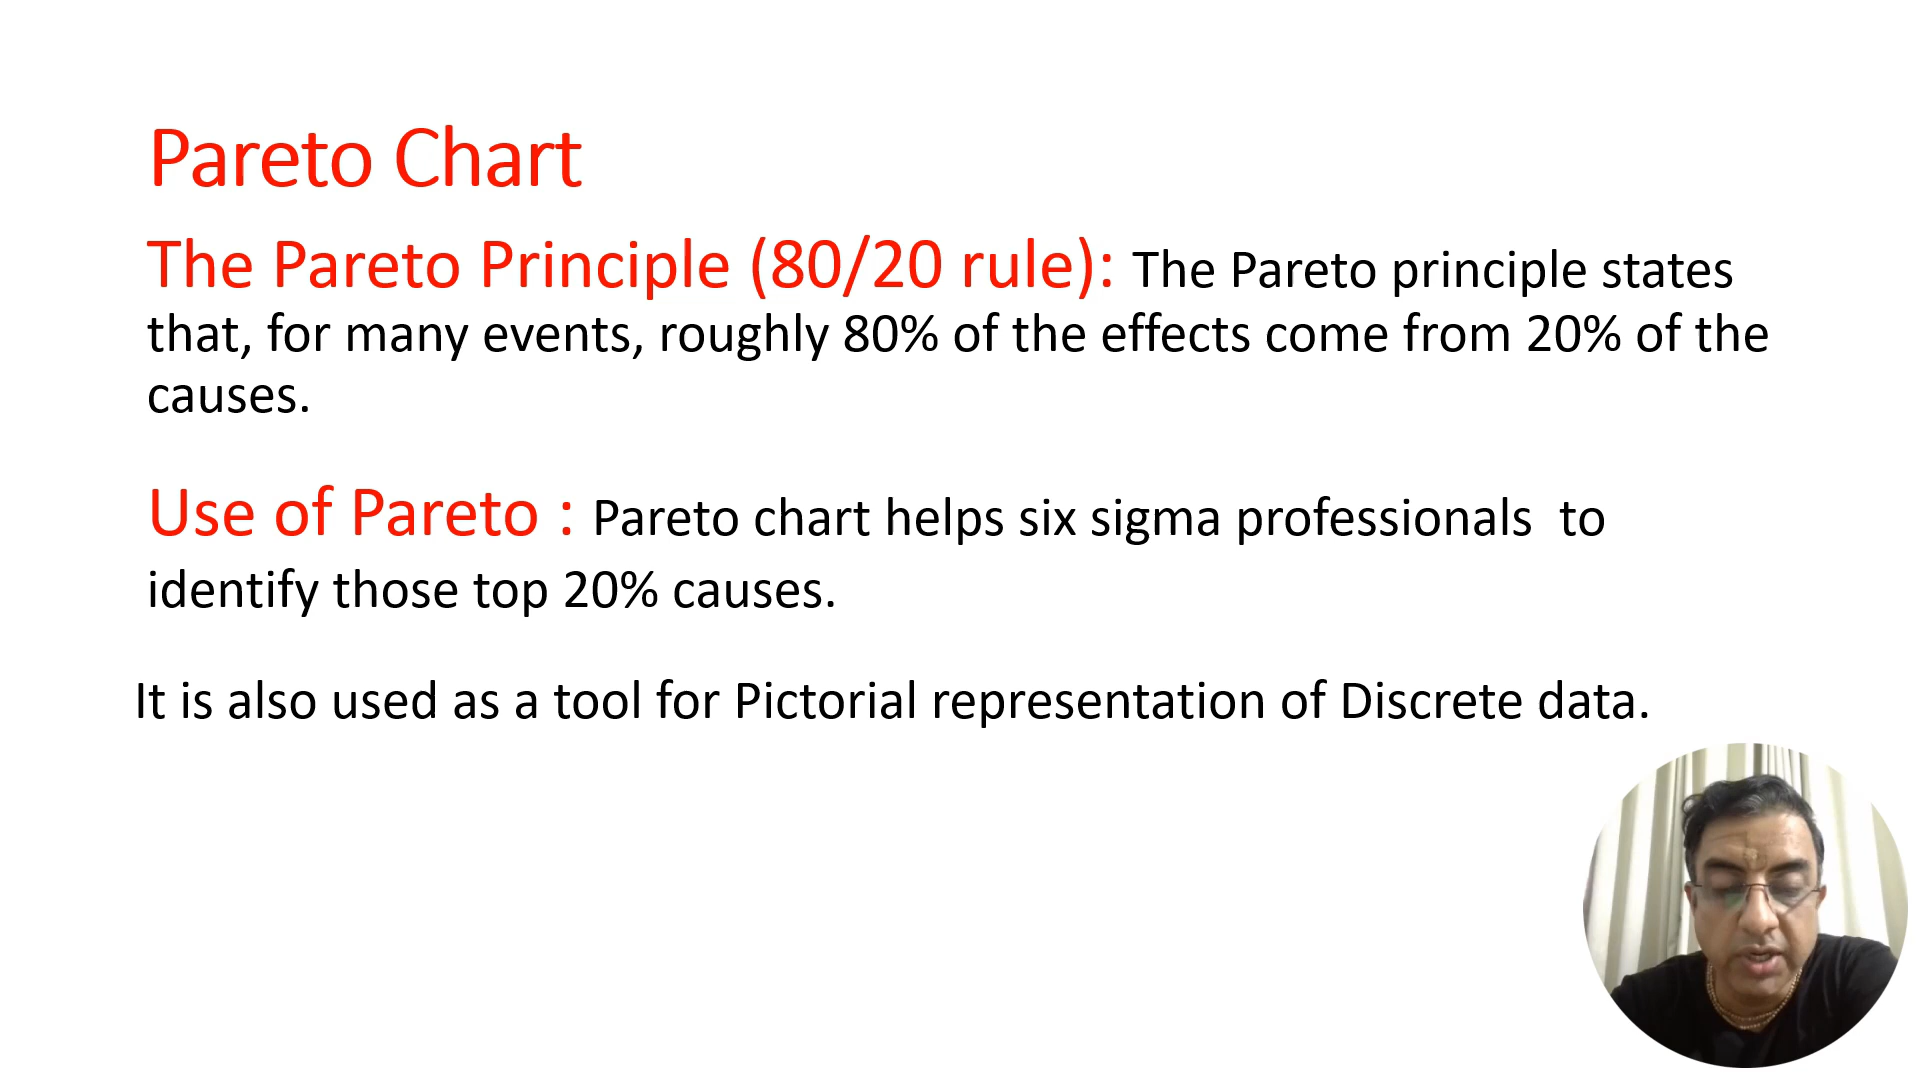 Pareto Chart
The Pareto Principle (80/20 rule): The Pareto principle states
that, for many events, roughly 80% of the effects come from 20% of the
causes.
Use of Pareto : Pareto chart helps six sigma professionals  to
identify those top 20% causes.
It is also used as a tool for Pictorial representation of Discrete data.